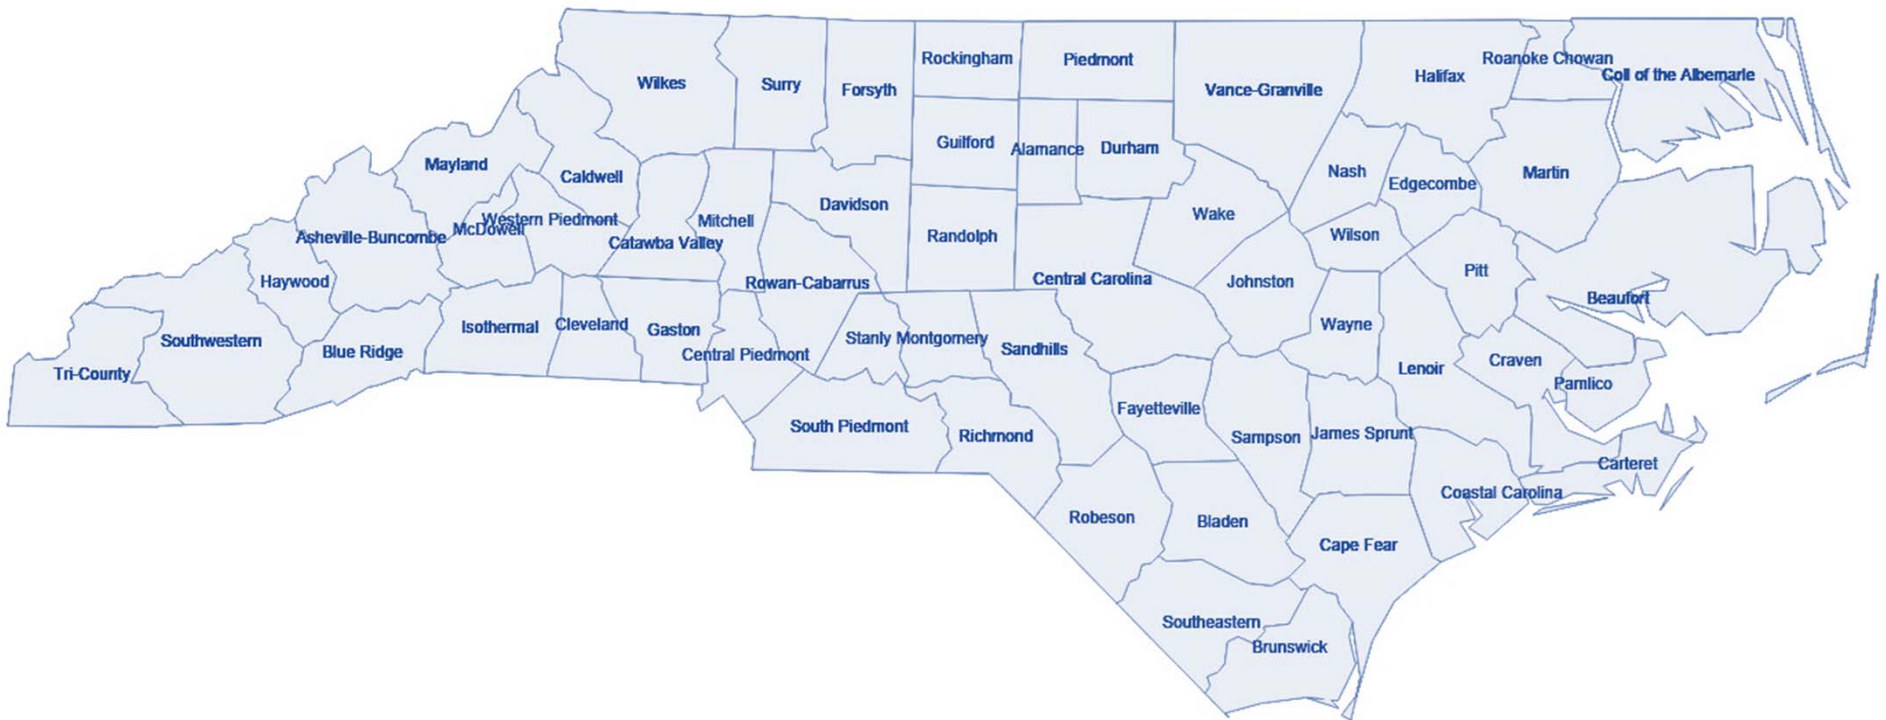 Wilkes
Surry
Forsyth
Rockingham
Piedmont
Vance-Granville
Halifax
Roanoke Chowan
Coll of the Albemarle
Mayland
Caldwell
Guilford
Alamance
Durham
Nash
Edgecombe
Martin
Asheville-Buncombe
McDowell
Western Piedmont
Catawba Valley
Mitchell
Davidson
Randolph
Wake
Wilson
Haywood
Rowan-Cabarrus
Central Carolina
Johnston
Pitt
Beaufort
Tri-County
Southwestern
Blue Ridge
Isothermal
Cleveland
Gaston
Central Piedmont
Stanly
Montgomery
Sandhills
Wayne
Lenoir
Craven
Pamlico
South Piedmont
Richmond
Fayetteville
Sampson
James Sprunt
Carteret
Coastal Carolina
Robeson
Bladen
Cape Fear
Southeastern
Brunswick